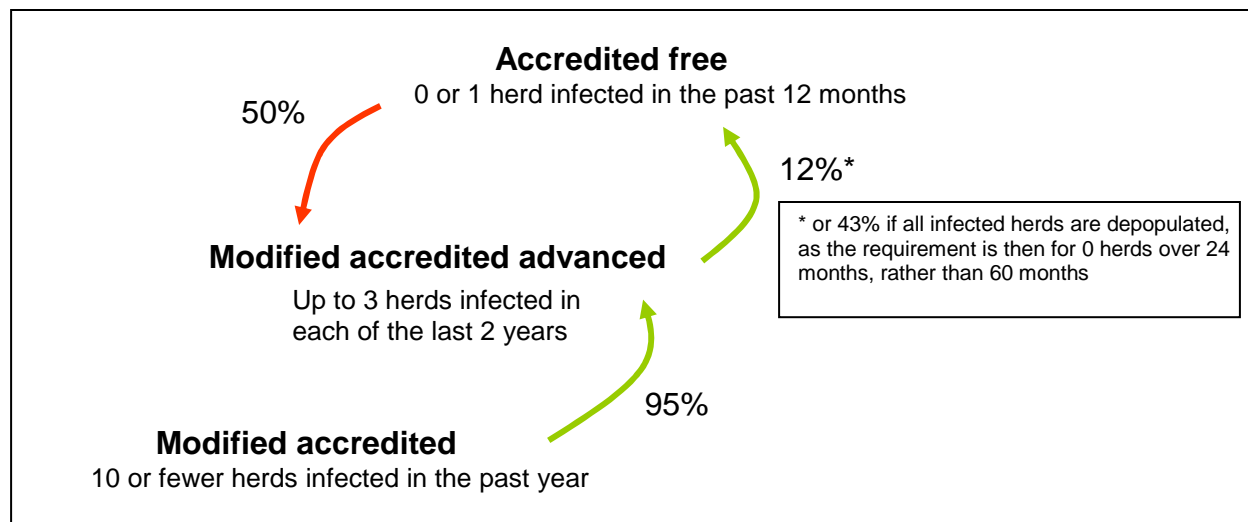 Accredited free
0 or 1 herd infected in the past 12 months
50%
12%*
* or 43% if all infected herds are depopulated,
as the requirement is then for 0 herds over 24
months, rather than 60 months
Modified accredited advanced
Up to 3 herds infected in
each of the last 2 years
95%
Modified accredited
10 or fewer herds infected in the past year